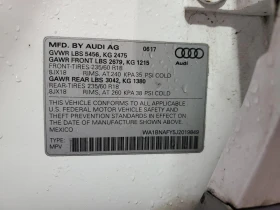 MFD. BY AUDI AG 0617
GVWR LBS 5456, KG 2475
GAWR FRONT LBS 2679, KG 1215
FRONT-TIRES 235/60 R18
8JX18 RIMS, AT 240 KPA 35 PSI COLD
GAWR REAR LBS 3042, KG 1380
REAR-TIRES 235/60 R18
8JX18 RIMS, AT 260 KPA 38 PSI COLD
THIS VEHICLE CONFORMS TO ALL APPLICABLE
U.S. FEDERAL MOTOR VEHICLE SAFETY AND
THEFT PREVENTION STANDARDS IN EFFECT ON
THE DATE OF MANUFACTURE SHOWN ABOVE.
MEXICO
TYPE: